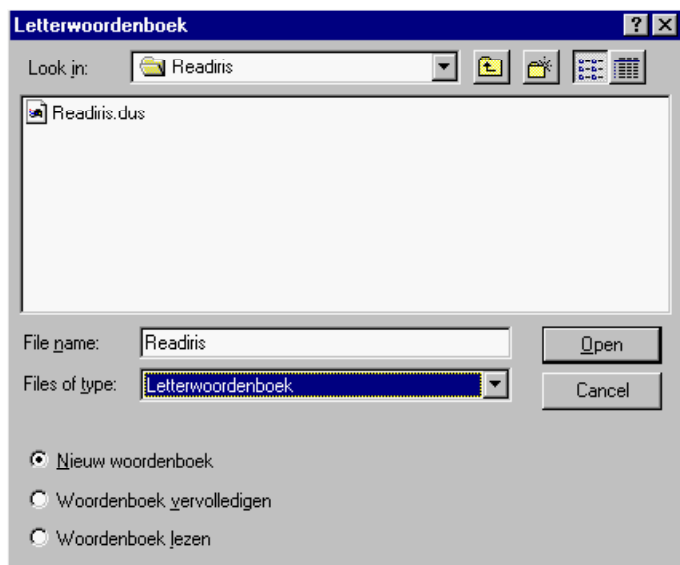 Letterwoordenboek
Look in: Readiris
Readiris.dus
File name: Readiris Open
Files of type: Letterwoordenboek Cancel
Nieuw woordenboek
Woordenboek vervolledigen
Woordenboek lezen